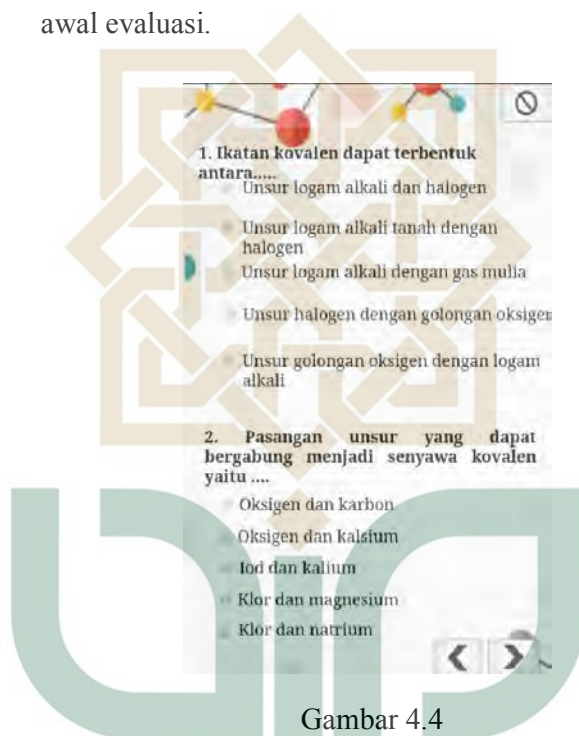 awal evaluasi.
1. Ikatan kovalen dapat terbentuk
antara.....
Unsur logam alkali dan halogen
Unsur logam alkali tanah dengan
halogen
Unsur logam alkali dengan gas mulia
Unsur halogen dengan golongan oksigen
Unsur golongan oksigen dengan logam
alkali
2. Pasangan unsur yang dapat
bergabung menjadi senyawa kovalen
yaitu ....
Oksigen dan karbon
Oksigen dan kalsium
Iod dan kalium
Klor dan magnesium
Klor dan natrium
Gambar 4.4